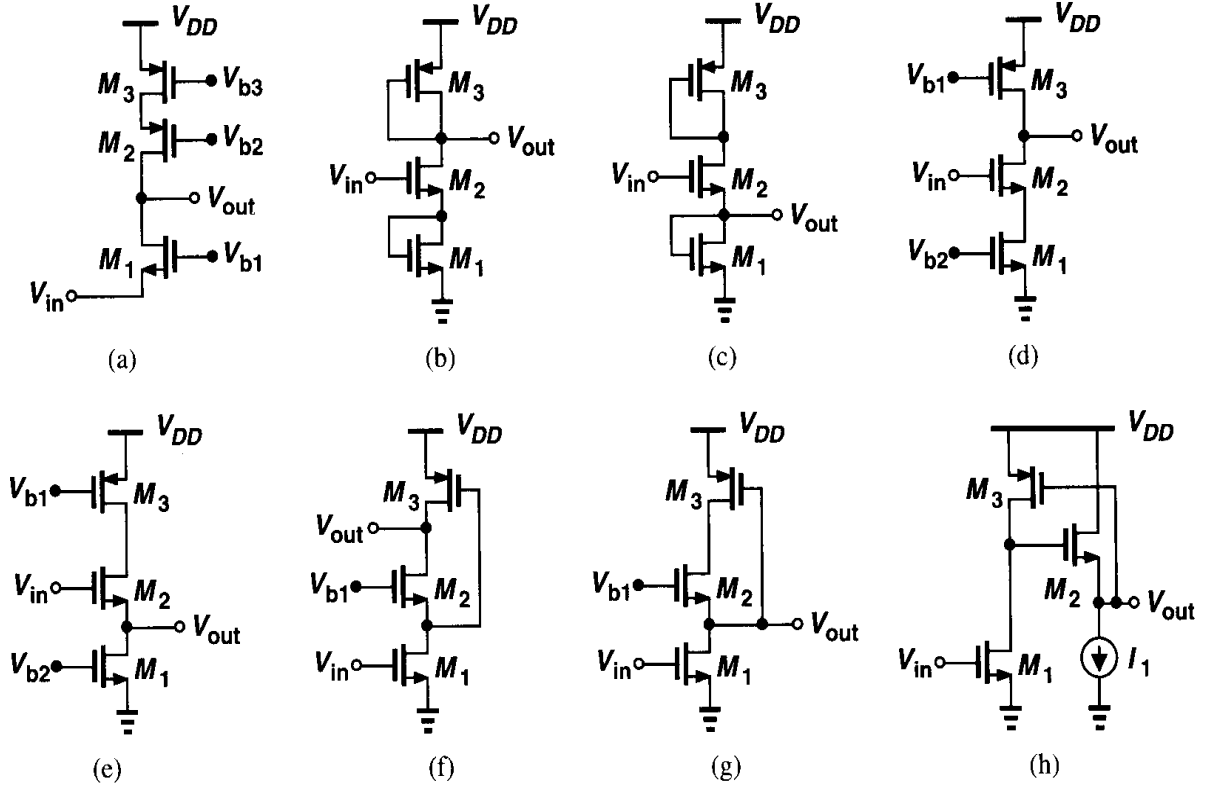 V_DD
M_3
V_b3
M_2
V_b2
V_out
M_1
V_b1
V_in
(a)
V_DD
M_3
V_out
V_in
M_2
M_1
(b)
V_DD
M_3
V_in
M_2
V_out
M_1
(c)
V_DD
V_b1
M_3
V_out
V_in
M_2
V_b2
M_1
(d)
V_DD
V_b1
M_3
V_in
M_2
V_out
V_b2
M_1
(e)
V_DD
M_3
V_out
V_b1
M_2
V_in
M_1
(f)
V_DD
M_3
V_b1
M_2
V_out
V_in
M_1
(g)
V_DD
M_3
M_2
V_out
V_in
M_1
I_1
(h)